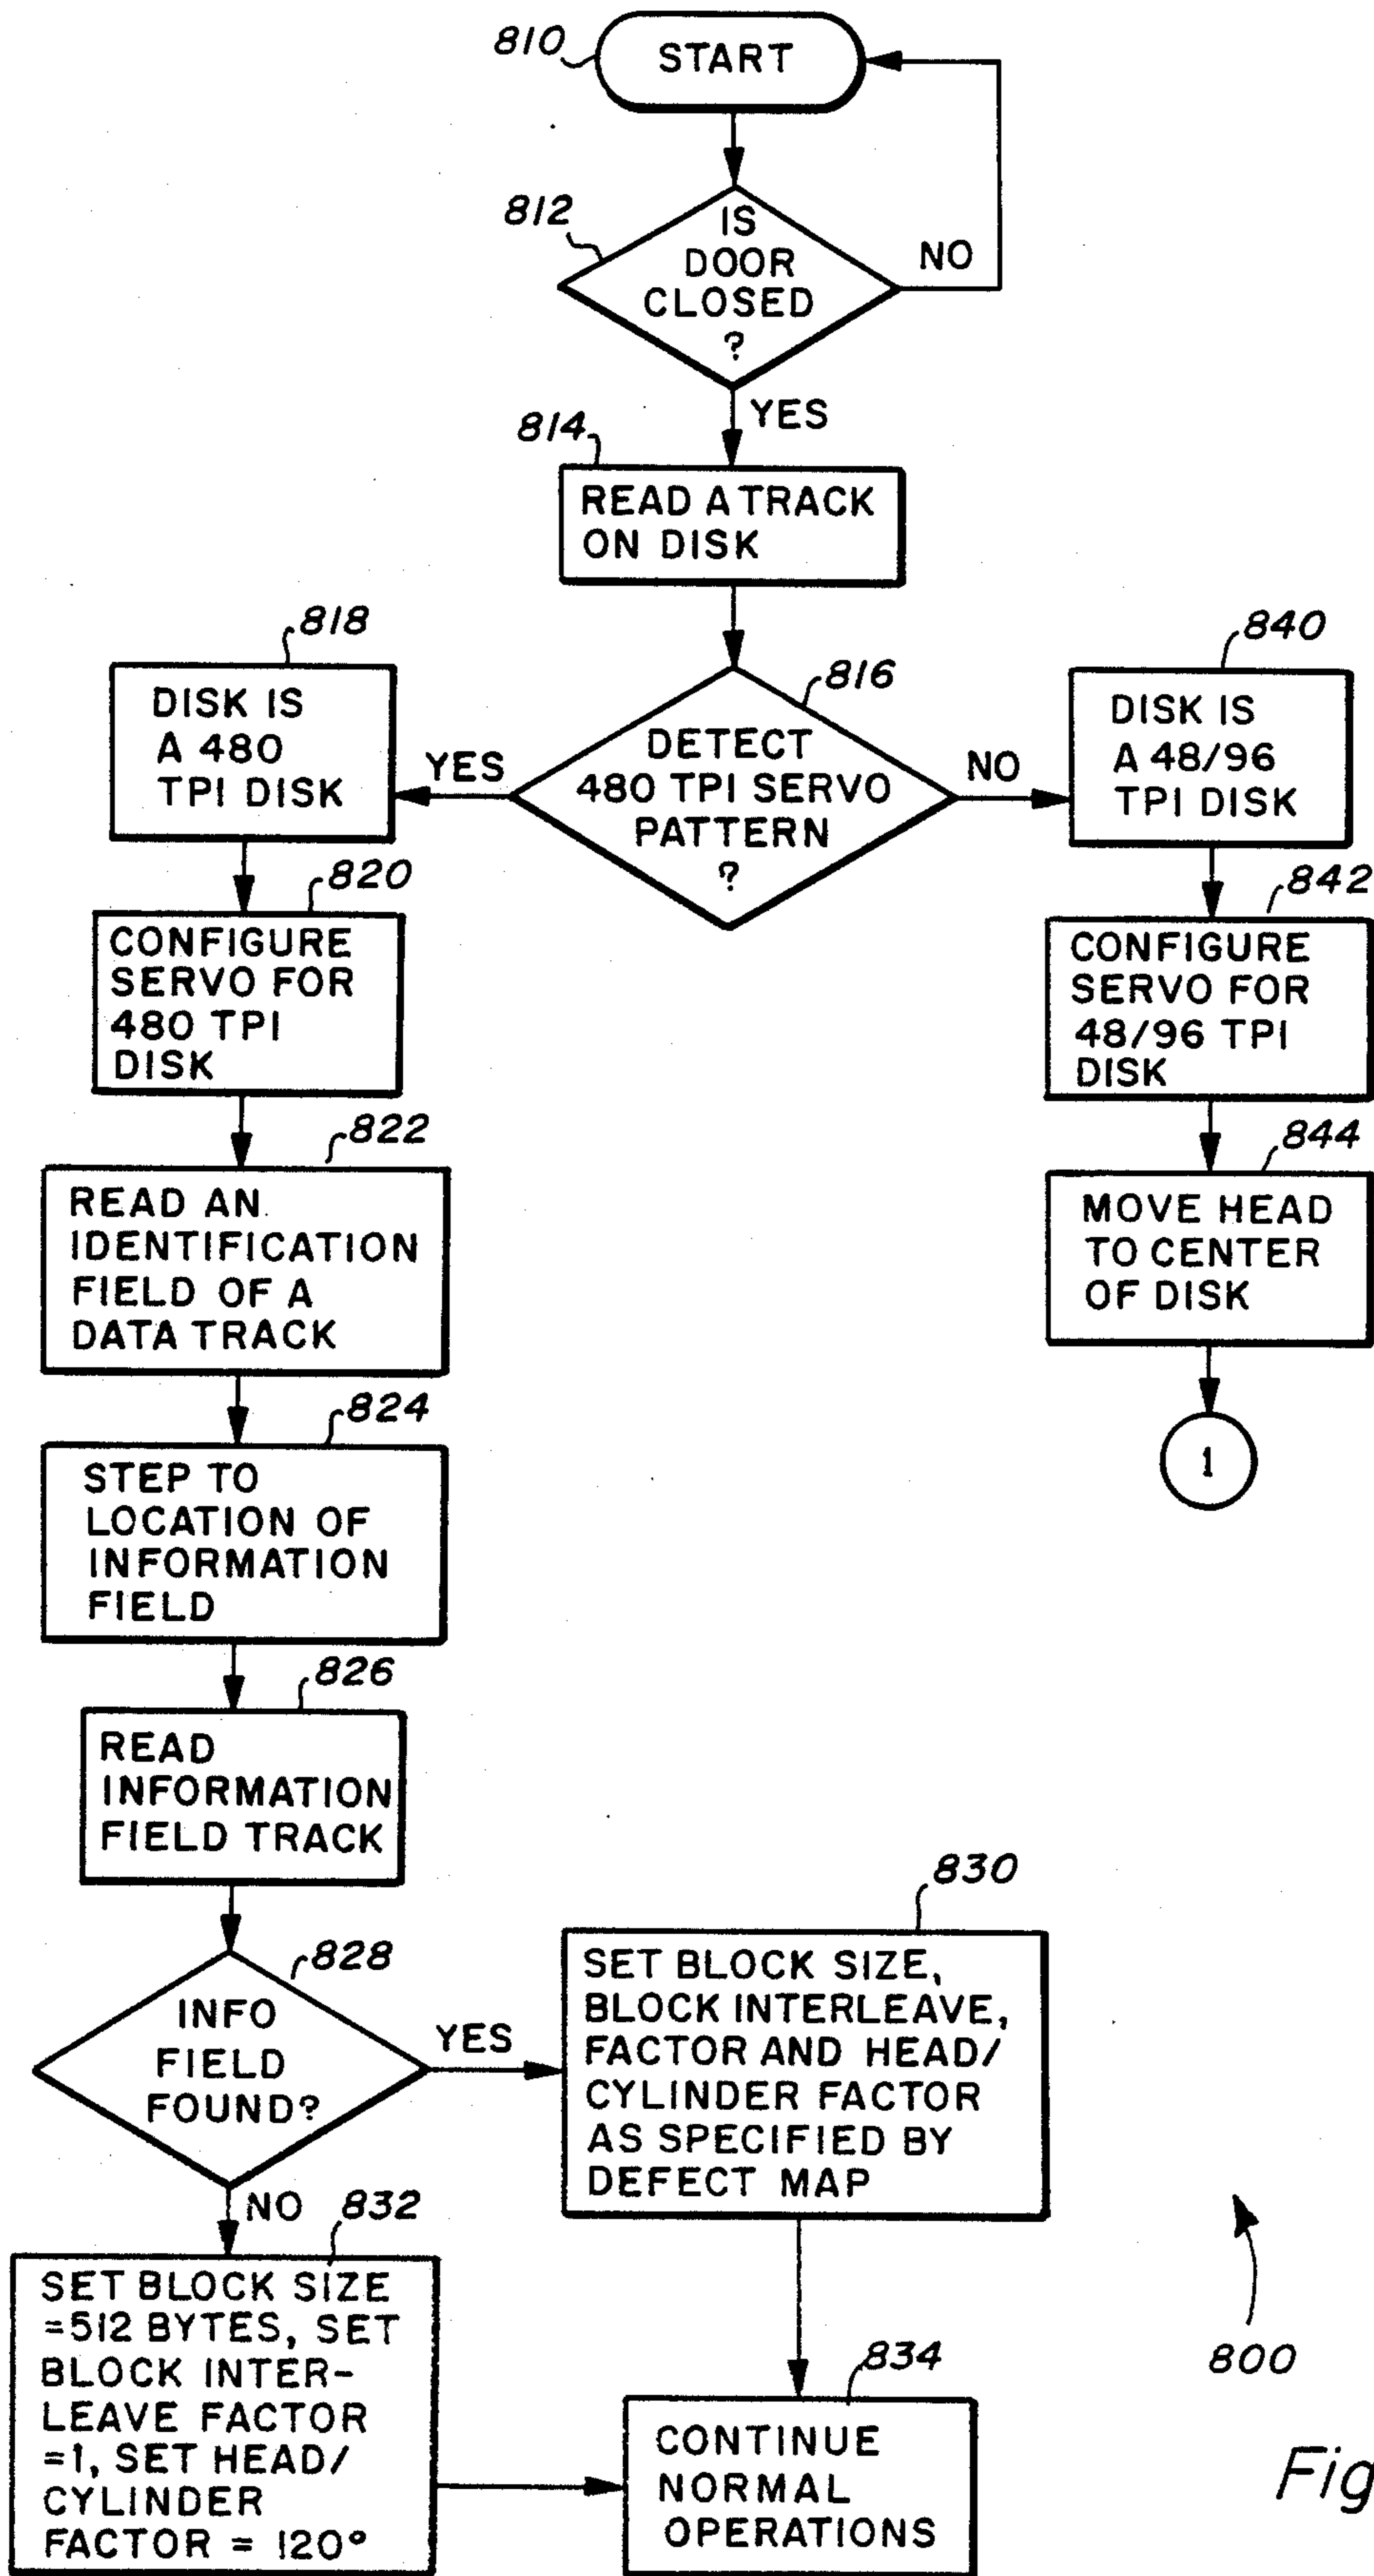 810
START
812
IS
DOOR
CLOSED
?
NO
YES
814
READ A TRACK
ON DISK
818
DISK IS
A 480
TPI DISK
YES
816
DETECT
480 TPI SERVO
PATTERN
?
NO
840
DISK IS
A 48/96
TPI DISK
820
CONFIGURE
SERVO FOR
480 TPI
DISK
842
CONFIGURE
SERVO FOR
48/96 TPI
DISK
822
READ AN
IDENTIFICATION
FIELD OF A
DATA TRACK
844
MOVE HEAD
TO CENTER
OF DISK
1
824
STEP TO
LOCATION OF
INFORMATION
FIELD
826
READ
INFORMATION
FIELD TRACK
828
INFO
FIELD
FOUND?
YES
NO
830
SET BLOCK SIZE,
BLOCK INTERLEAVE,
FACTOR AND HEAD/
CYLINDER FACTOR
AS SPECIFIED BY
DEFECT MAP
832
SET BLOCK SIZE
=512 BYTES, SET
BLOCK INTER-
LEAVE FACTOR
=1, SET HEAD/
CYLINDER
FACTOR = 120°
834
CONTINUE
NORMAL
OPERATIONS
800
Fig